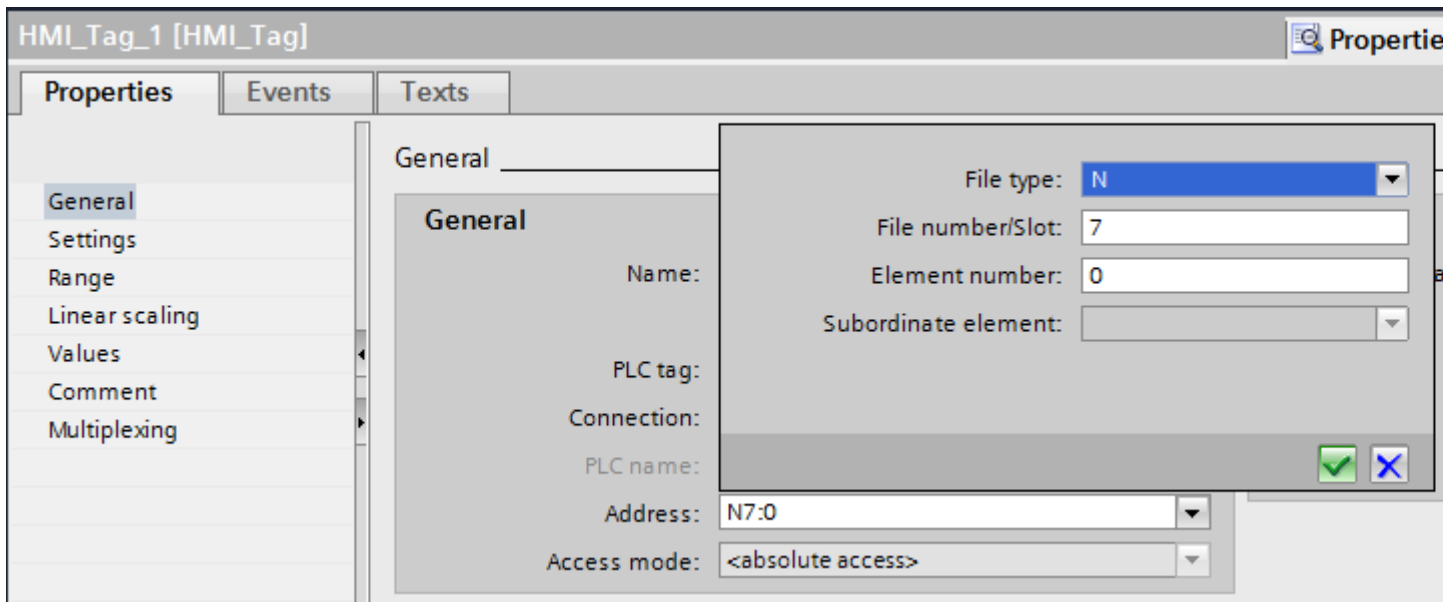 HMI_Tag_1 [HMI_Tag]
Propertie
Properties
Events
Texts
General
Settings
Range
Linear scaling
Values
Comment
Multiplexing
General
General
Name:
PLC tag:
Connection:
PLC name:
Address: N7:0
Access mode: <absolute access>
File type: N
File number/Slot: 7
Element number: 0
Subordinate element: